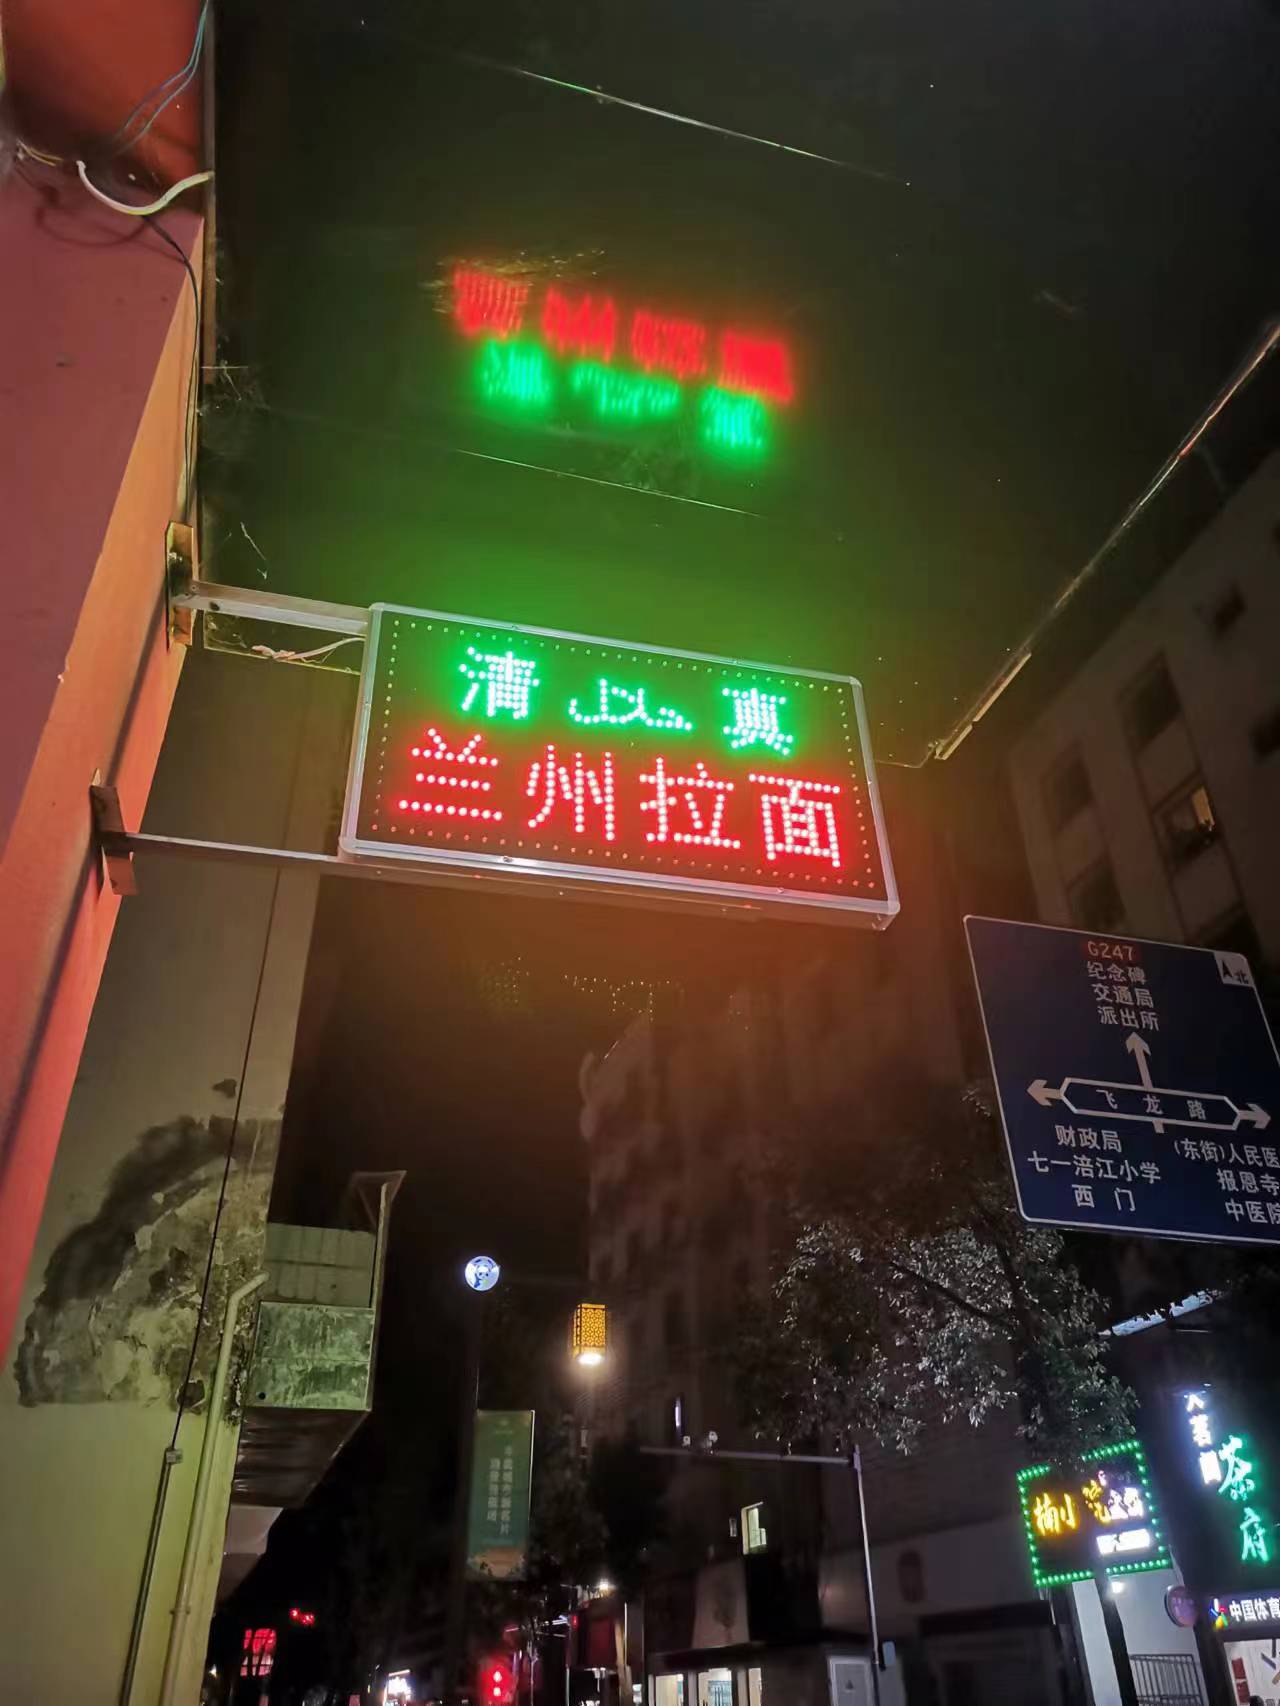 清 真
兰州拉面
G247
纪念碑
交通局
派出所
北
飞龙路
财政局
七一涪江小学
西门
(东街)人民医
报恩寺
中医院
茶府
小院
中国体育